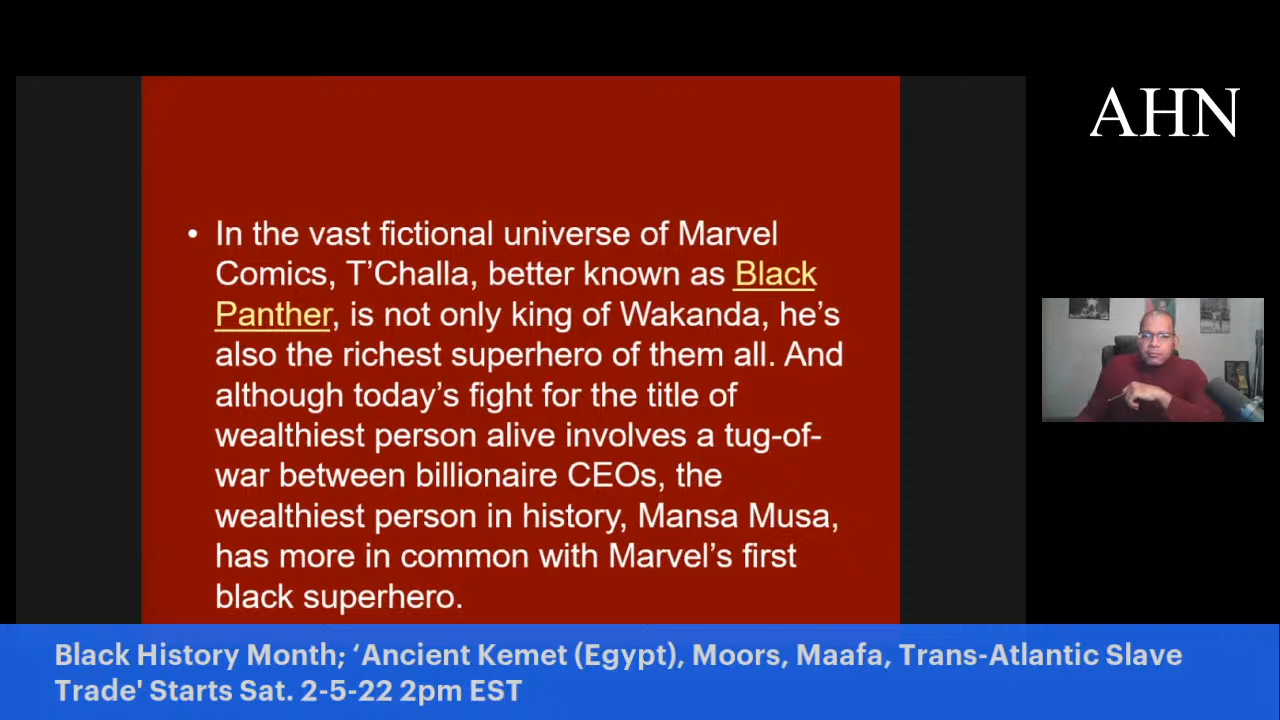 AHN
• In the vast fictional universe of Marvel
Comics, T’Challa, better known as Black
Panther, is not only king of Wakanda, he’s
also the richest superhero of them all. And
although today’s fight for the title of
wealthiest person alive involves a tug-of-
war between billionaire CEOs, the
wealthiest person in history, Mansa Musa,
has more in common with Marvel’s first
black superhero.
Black History Month; ‘Ancient Kemet (Egypt), Moors, Maafa, Trans-Atlantic Slave
Trade' Starts Sat. 2-5-22 2pm EST